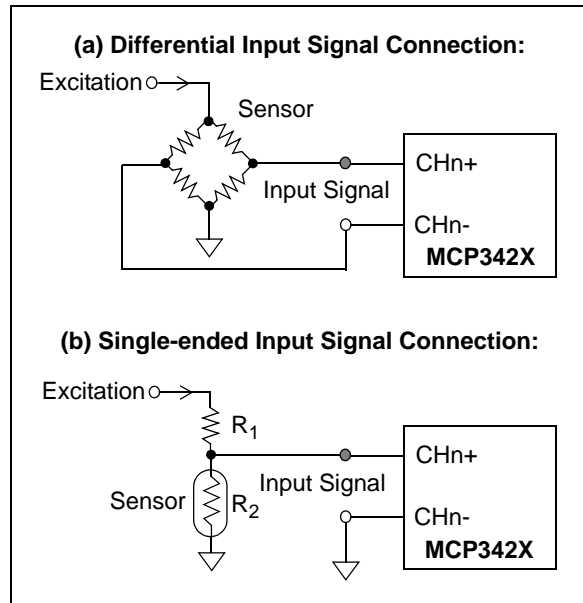 (a) Differential Input Signal Connection:
Excitation
Sensor
CHn+
Input Signal
CHn-
MCP342X
(b) Single-ended Input Signal Connection:
Excitation
R1
CHn+
Input Signal
Sensor
R2
CHn-
MCP342X